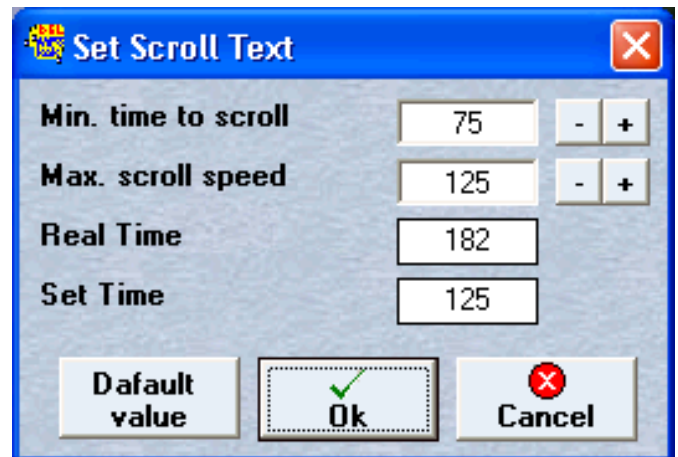 Set Scroll Text
Min. time to scroll 75 - +
Max. scroll speed 125 - +
Real Time 182
Set Time 125
Dafault
value
Ok
Cancel